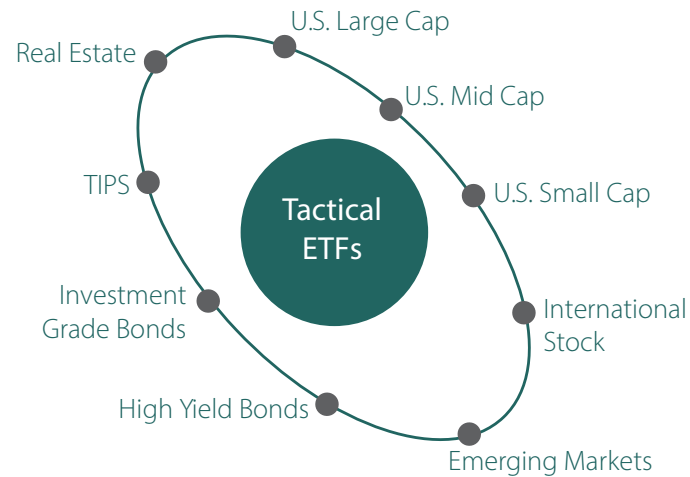 U.S. Large Cap
Real Estate
U.S. Mid Cap
TIPS
U.S. Small Cap
Tactical
ETFs
Investment
Grade Bonds
International
Stock
High Yield Bonds
Emerging Markets